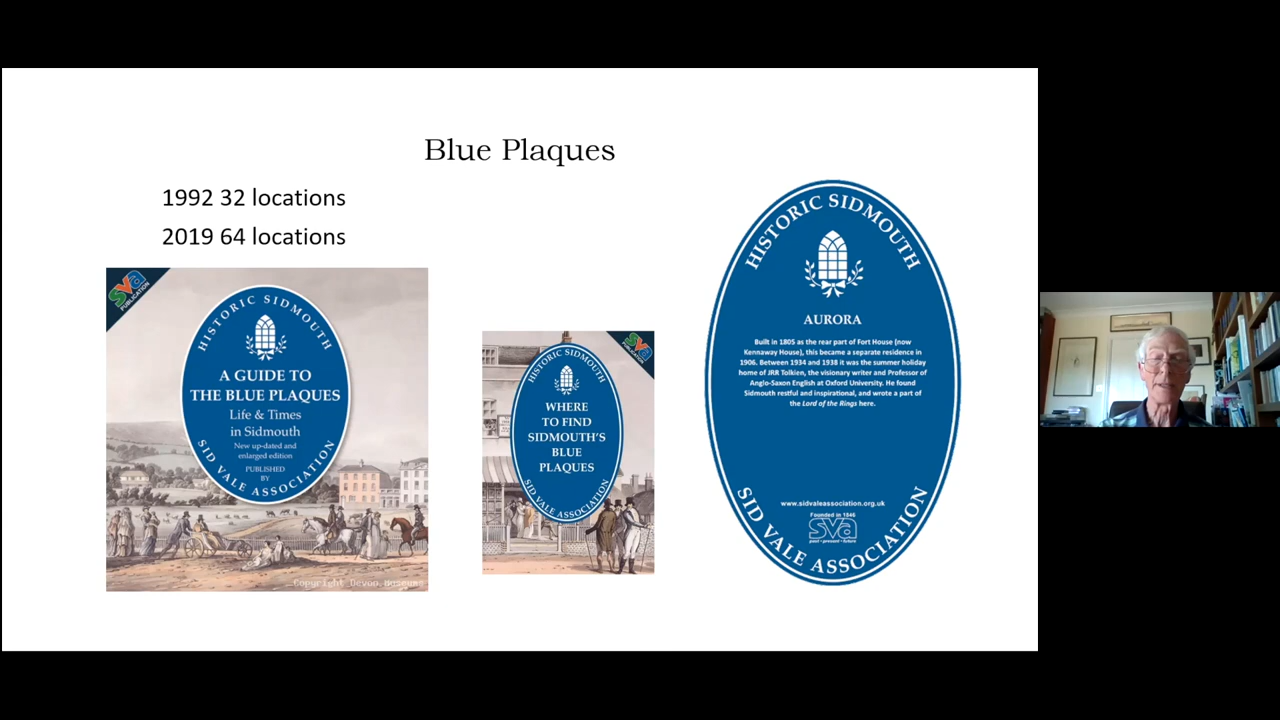 Blue Plaques
1992 32 locations
2019 64 locations
sva
PUBLICATION
HISTORIC SIDMOUTH
A GUIDE TO
THE BLUE PLAQUES
Life & Times
in Sidmouth
New up-dated and
enlarged edition
PUBLISHED
BY
SID VALE ASSOCIATION
Copyright Devon Museums
sva
PUBLICATION
HISTORIC SIDMOUTH
WHERE
TO FIND
SIDMOUTH'S
BLUE
PLAQUES
SID VALE ASSOCIATION
HISTORIC SIDMOUTH
AURORA
Built in 1805 as the rear part of Fort House (now
Kennaway House), this became a separate residence in
1906. Between 1934 and 1938 it was the summer holiday
home of JRR Tolkien, the visionary writer and Professor of
Anglo-Saxon English at Oxford University. He found
Sidmouth restful and inspirational, and wrote a part of
the Lord of the Rings here.
www.sidvaleassociation.org.uk
Founded in 1846
sva
past • present • future
SID VALE ASSOCIATION